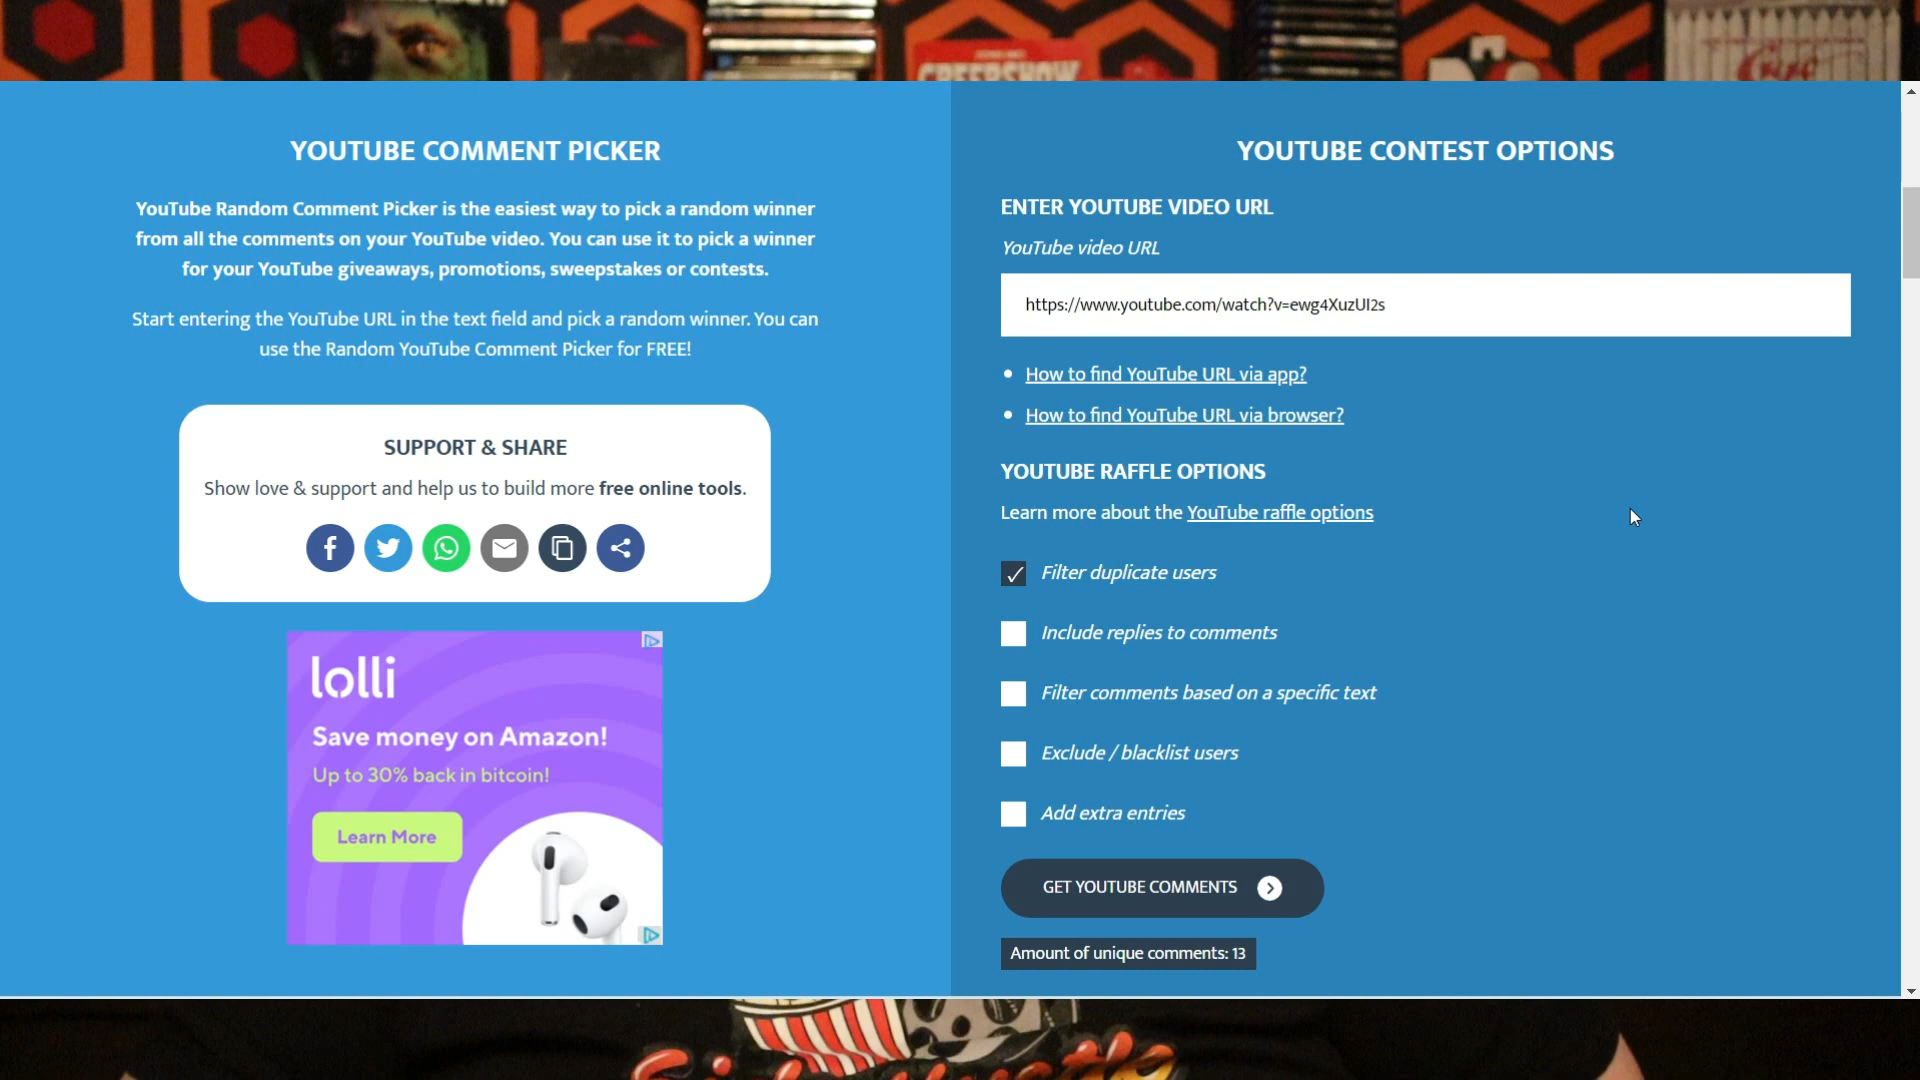 CREEPSHOW
YOUTUBE COMMENT PICKER
YouTube Random Comment Picker is the easiest way to pick a random winner
from all the comments on your YouTube video. You can use it to pick a winner
for your YouTube giveaways, promotions, sweepstakes or contests.
Start entering the YouTube URL in the text field and pick a random winner. You can
use the Random YouTube Comment Picker for FREE!
SUPPORT & SHARE
Show love & support and help us to build more free online tools.
lolli
Save money on Amazon!
Up to 30% back in bitcoin!
Learn More
YOUTUBE CONTEST OPTIONS
ENTER YOUTUBE VIDEO URL
YouTube video URL
https://www.youtube.com/watch?v=ewg4XuzUI2s
How to find YouTube URL via app?
How to find YouTube URL via browser?
YOUTUBE RAFFLE OPTIONS
Learn more about the YouTube raffle options
Filter duplicate users
Include replies to comments
Filter comments based on a specific text
Exclude / blacklist users
Add extra entries
GET YOUTUBE COMMENTS
Amount of unique comments: 13